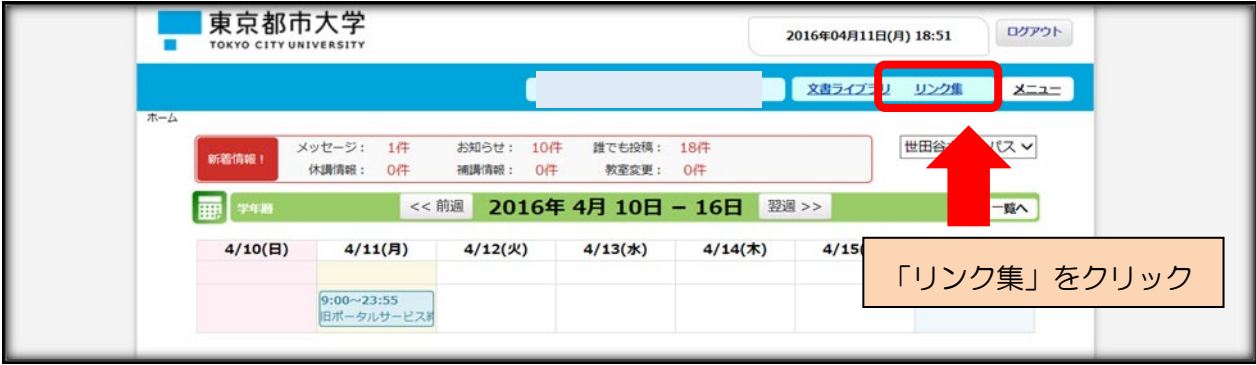 東京都市大学
TOKYO CITY UNIVERSITY
2016年04月11日(月) 18:51
ログアウト
文書ライブラリ
リンク集
メニュー
ホーム
新着情報！
メッセージ： 1件 お知らせ： 10件 誰でも投稿： 18件
休講情報： 0件 補講情報： 0件 教室変更： 0件
世田谷
パス
学年暦
<< 前週
2016年 4月 10日 − 16日
翌週 >>
一覧へ
4/10(日) 4/11(月) 4/12(火) 4/13(水) 4/14(木) 4/15
9:00～23:55
旧ポータルサービス
「リンク集」をクリック